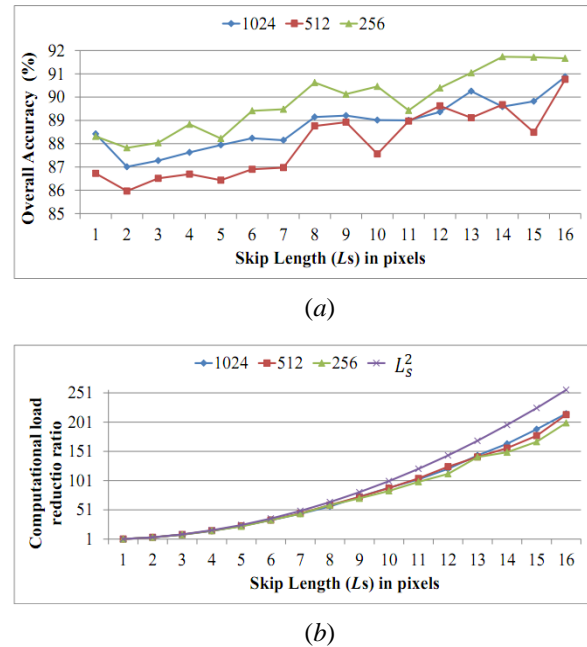 1024 512 256
Overall Accuracy (%)
92
91
90
89
88
87
86
85
1 2 3 4 5 6 7 8 9 10 11 12 13 14 15 16
Skip Length (Ls) in pixels
(a)
1024 512 256 L_s^2
Computational load
reductio ratio
251
201
151
101
51
1
1 2 3 4 5 6 7 8 9 10 11 12 13 14 15 16
Skip Length (Ls) in pixels
(b)